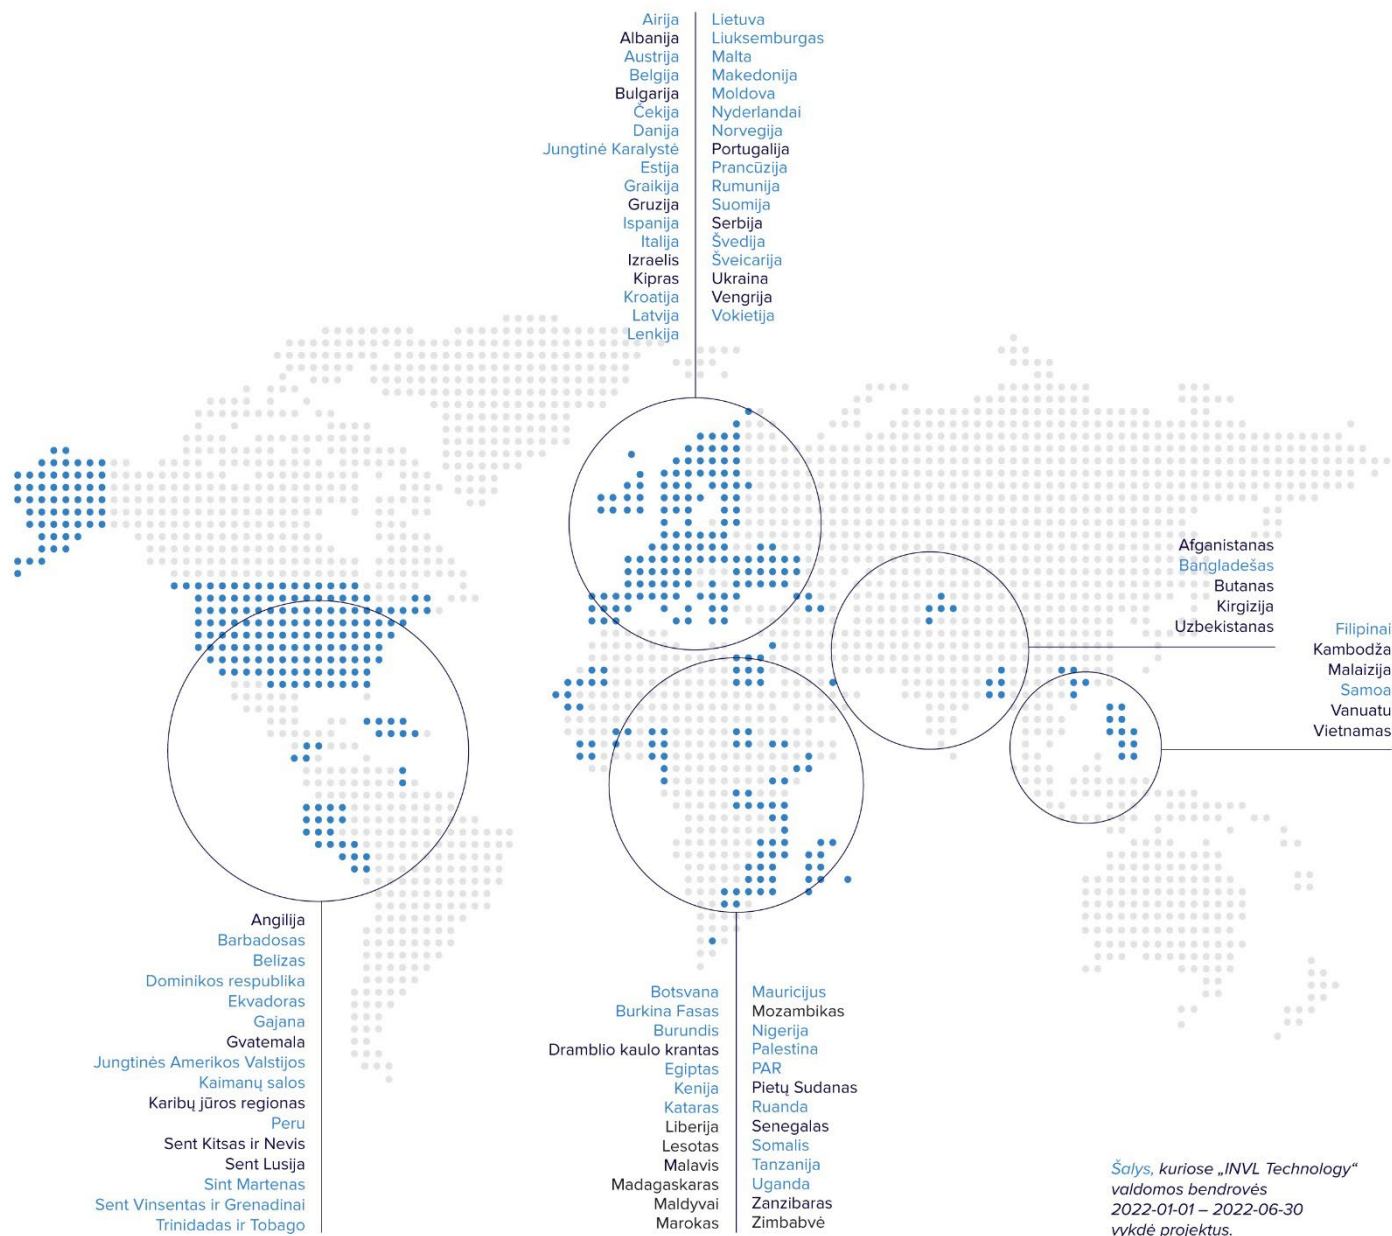 Airija
Albanija
Austrija
Belgija
Bulgarija
Čekija
Danija
Jungtinė Karalystė
Estija
Graikija
Gruzija
Ispanija
Italija
Izraelis
Kipras
Kroatija
Latvija
Lenkija
Lietuva
Liuksemburgas
Malta
Makedonija
Moldova
Nyderlandai
Norvegija
Portugalija
Prancūzija
Rumunija
Suomija
Serbija
Švedija
Šveicarija
Ukraina
Vengrija
Vokietija
Afganistanas
Bangladešas
Butanas
Kirgizija
Uzbekistanas
Filipinai
Kambodža
Malaizija
Samoa
Vanuatu
Vietnamas
Angilija
Barbadosas
Belizas
Dominikos respublika
Ekvadoras
Gajana
Gvatemala
Jungtinės Amerikos Valstijos
Kaimanų salos
Karibų jūros regionas
Peru
Sent Kitsas ir Nevis
Sent Lusija
Sint Martenas
Sent Vinsentas ir Grenadinai
Trinidadas ir Tobago
Botsvana
Burkina Fasas
Burundis
Dramblio kaulo krantas
Egiptas
Kenija
Kataras
Liberija
Lesotas
Malavis
Madagaskaras
Maldyvai
Marokas
Mauricijus
Mozambikas
Nigerija
Palestina
PAR
Pietų Sudanas
Ruanda
Senegalas
Somalis
Tanzanija
Uganda
Zanzibaras
Zimbabvė
Šalys, kuriose „INVL Technology“
valdomos bendrovės
2022-01-01 – 2022-06-30
vykdė projektus.